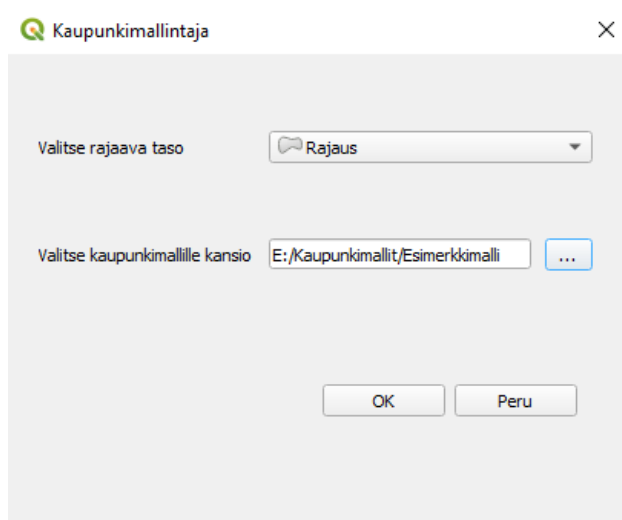 Kaupunkimallintaja
Valitse rajaava taso Rajaus
Valitse kaupunkimallille kansio E:/Kaupunkimallit/Esimerkkimalli ...
OK Peru